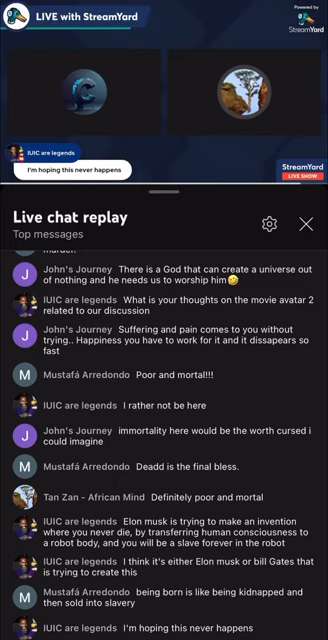 LIVE with StreamYard
Powered by
StreamYard
IUIC are legends
I'm hoping this never happens
StreamYard
LIVE SHOW
Live chat replay
Top messages
murder.
J John's Journey There is a God that can create a universe out
of nothing and he needs us to worship him🤣
IUIC are legends What is your thoughts on the movie avatar 2
related to our discussion
J John's Journey Suffering and pain comes to you without
trying.. Happiness you have to work for it and it dissapears so
fast
M Mustafá Arredondo Poor and mortal!!!
IUIC are legends I rather not be here
J John's Journey immortality here would be the worth cursed i
could imagine
M Mustafá Arredondo Deadd is the final bless.
Tan Zan - African Mind Definitely poor and mortal
IUIC are legends Elon musk is trying to make an invention
where you never die, by transferring human consciousness to
a robot body, and you will be a slave forever in the robot
IUIC are legends I think it's either Elon musk or bill Gates that
is trying to create this
M Mustafá Arredondo being born is like being kidnapped and
then sold into slavery
IUIC are legends I'm hoping this never happens